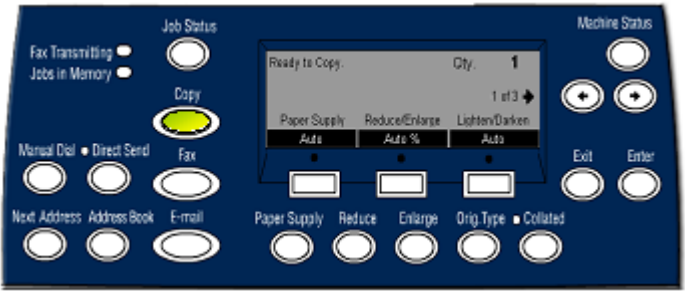 Job Status
Machine Status
Fax Transmitting
Jobs in Memory
Ready to Copy.
Qty. 1
1 of 3
Copy
Paper Supply Reduce/Enlarge Lighten/Darken
Auto Auto % Auto
Manual Dial Direct Send Fax
Exit Enter
Next Address Address Book E-mail
Paper Supply Reduce Enlarge Orig.Type Collated